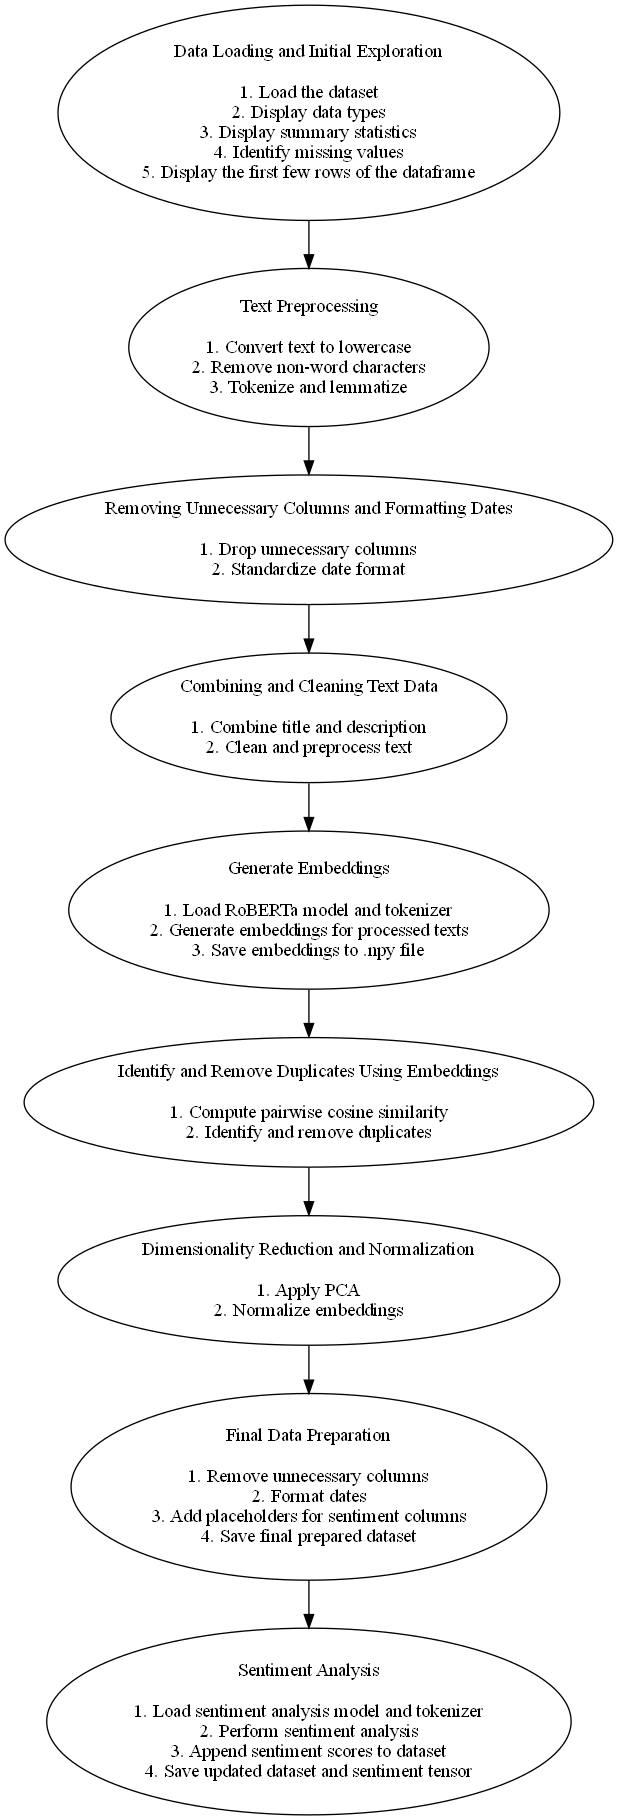 Data Loading and Initial Exploration
1. Load the dataset
2. Display data types
3. Display summary statistics
4. Identify missing values
5. Display the first few rows of the dataframe
Text Preprocessing
1. Convert text to lowercase
2. Remove non-word characters
3. Tokenize and lemmatize
Removing Unnecessary Columns and Formatting Dates
1. Drop unnecessary columns
2. Standardize date format
Combining and Cleaning Text Data
1. Combine title and description
2. Clean and preprocess text
Generate Embeddings
1. Load RoBERTa model and tokenizer
2. Generate embeddings for processed texts
3. Save embeddings to .npy file
Identify and Remove Duplicates Using Embeddings
1. Compute pairwise cosine similarity
2. Identify and remove duplicates
Dimensionality Reduction and Normalization
1. Apply PCA
2. Normalize embeddings
Final Data Preparation
1. Remove unnecessary columns
2. Format dates
3. Add placeholders for sentiment columns
4. Save final prepared dataset
Sentiment Analysis
1. Load sentiment analysis model and tokenizer
2. Perform sentiment analysis
3. Append sentiment scores to dataset
4. Save updated dataset and sentiment tensor